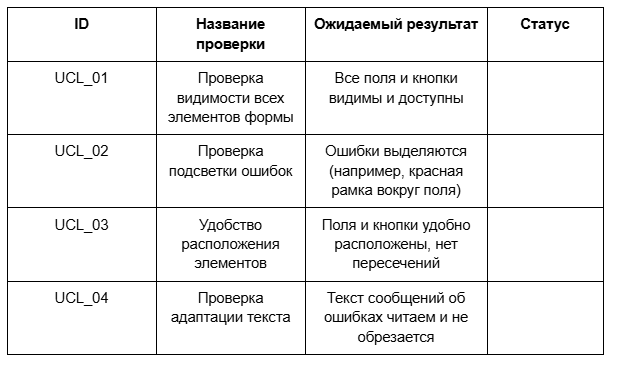 ID
Название
проверки
Ожидаемый результат
Статус
UCL_01
Проверка
видимости всех
элементов формы
Все поля и кнопки
видимы и доступны
UCL_02
Проверка
подсветки ошибок
Ошибки выделяются
(например, красная
рамка вокруг поля)
UCL_03
Удобство
расположения
элементов
Поля и кнопки удобно
расположены, нет
пересечений
UCL_04
Проверка
адаптации текста
Текст сообщений об
ошибках читаем и не
обрезается